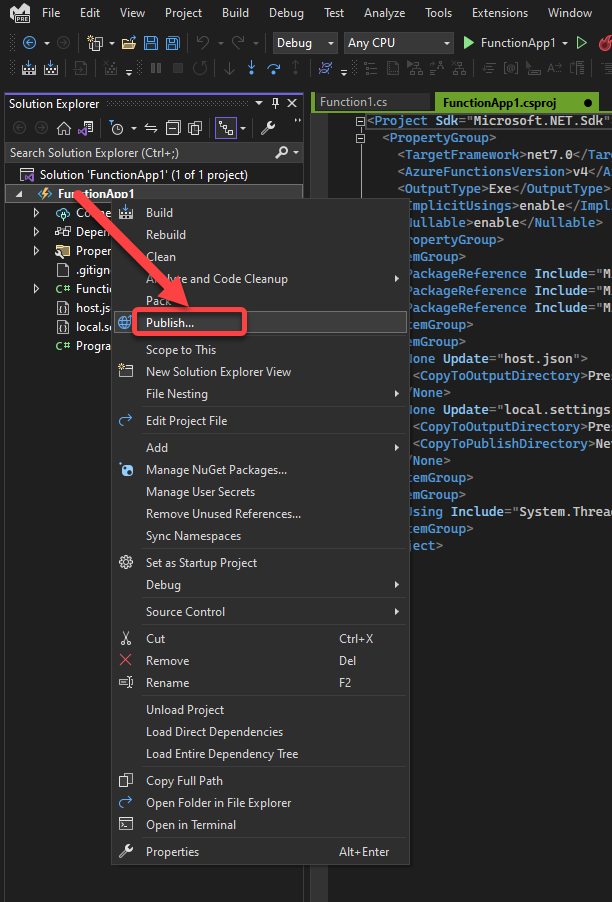 PRE File Edit View Project Build Debug Test Analyze Tools Extensions Window
Debug Any CPU FunctionApp1
Solution Explorer
Function1.cs FunctionApp1.csproj
Search Solution Explorer (Ctrl+;)
Solution 'FunctionApp1' (1 of 1 project)
FunctionApp1
Conne
Depen
Proper
.gitign
Functi
host.js
local.se
Progra
Build
Rebuild
Clean
Analyze and Code Cleanup
Pack
Publish...
Scope to This
New Solution Explorer View
File Nesting
Edit Project File
Add
Manage NuGet Packages...
Manage User Secrets
Remove Unused References...
Sync Namespaces
Set as Startup Project
Debug
Source Control
Cut Ctrl+X
Remove Del
Rename F2
Unload Project
Load Direct Dependencies
Load Entire Dependency Tree
Copy Full Path
Open Folder in File Explorer
Open in Terminal
Properties Alt+Enter
<Project Sdk="Microsoft.NET.Sdk"
<PropertyGroup>
<TargetFramework>net7.0</Tar
<AzureFunctionsVersion>v4</A
<OutputType>Exe</OutputType>
ImplicitUsings>enable</Impl
Nullable>enable</Nullable>
opertyGroup>
emGroup>
PackageReference Include="M
PackageReference Include="M
PackageReference Include="M
temGroup>
emGroup>
None Update="host.json">
<CopyToOutputDirectory>Pres
/None>
None Update="local.settings
<CopyToOutputDirectory>Pres
<CopyToPublishDirectory>Ne
/None>
temGroup>
emGroup>
Using Include="System.Threa
temGroup>
ject>